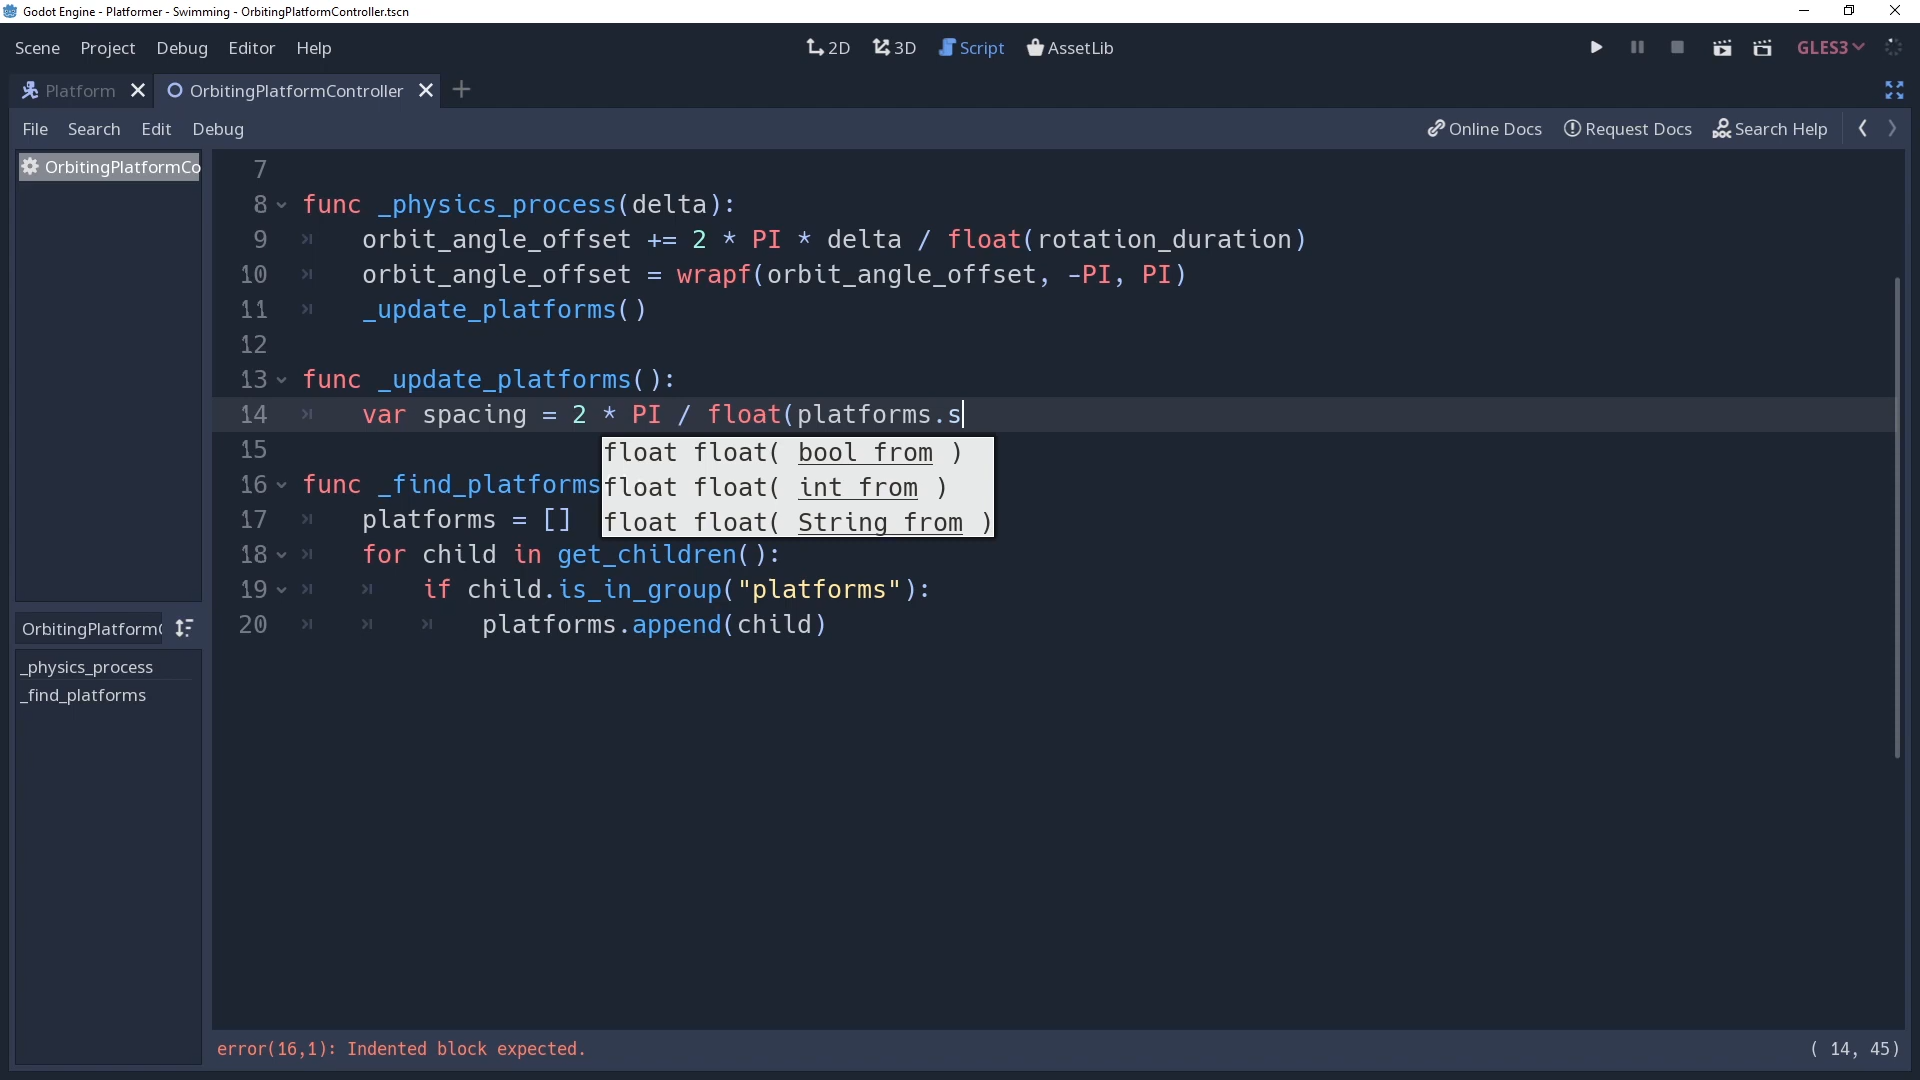 Godot Engine - Platformer - Swimming - OrbitingPlatformController.tscn
Scene Project Debug Editor Help
2D 3D Script AssetLib
GLES3
Platform OrbitingPlatformController
File Search Edit Debug
Online Docs Request Docs Search Help
OrbitingPlatformCo
7
8 func _physics_process(delta):
9 orbit_angle_offset += 2 * PI * delta / float(rotation_duration)
10 orbit_angle_offset = wrapf(orbit_angle_offset, -PI, PI)
11 _update_platforms()
12
13 func _update_platforms():
14 var spacing = 2 * PI / float(platforms.s
float float( bool from )
float float( int from )
float float( String from )
15
16 func _find_platforms
17 platforms = []
18 for child in get_children():
19 if child.is_in_group("platforms"):
20 platforms.append(child)
OrbitingPlatform
_physics_process
_find_platforms
error(16,1): Indented block expected.
( 14, 45)